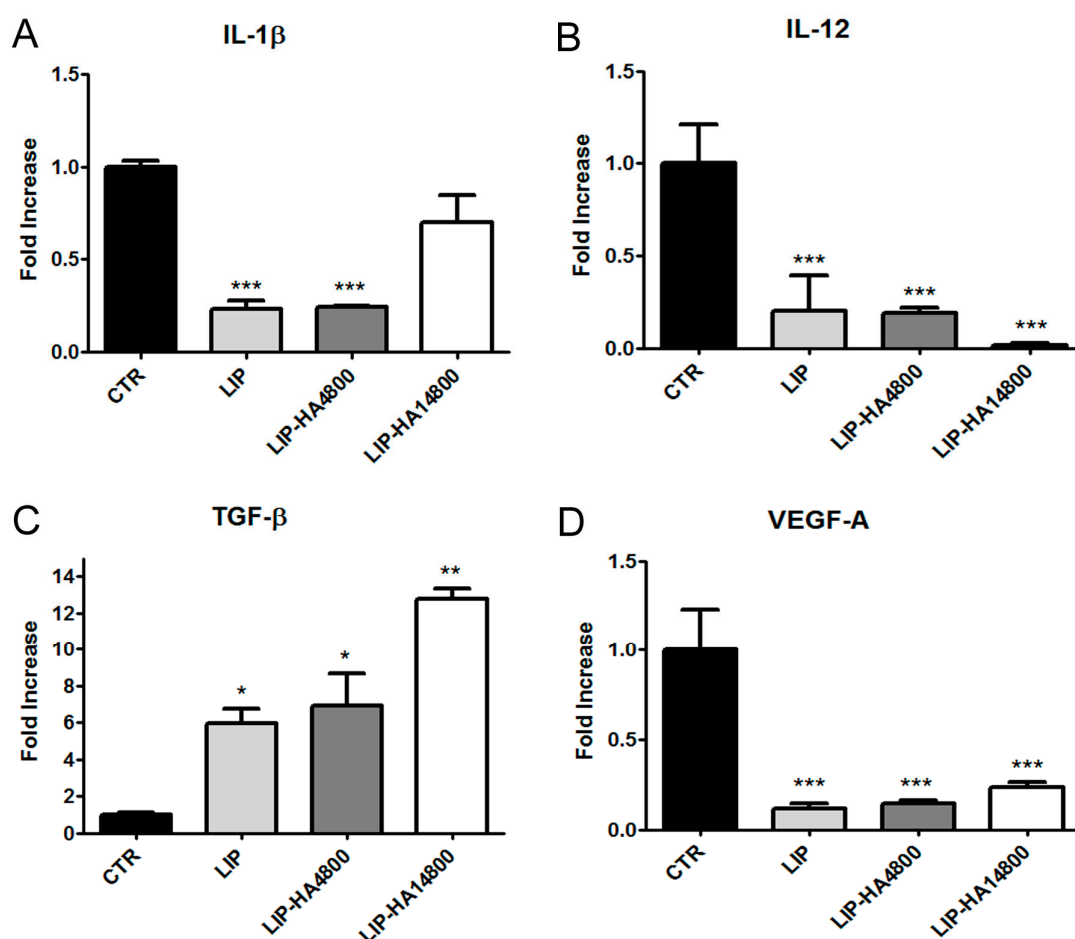 A
IL-1β
Fold Increase
1.5
1.0
0.5
0.0
***
***
CTR
LIP
LIP-HA4800
LIP-HA14800
B
IL-12
Fold Increase
1.5
1.0
0.5
0.0
***
***
***
CTR
LIP
LIP-HA4800
LIP-HA14800
C
TGF-β
Fold Increase
14
12
10
8
6
4
2
0
*
*
**
CTR
LIP
LIP-HA4800
LIP-HA14800
D
VEGF-A
Fold Increase
1.5
1.0
0.5
0.0
***
***
***
CTR
LIP
LIP-HA4800
LIP-HA14800